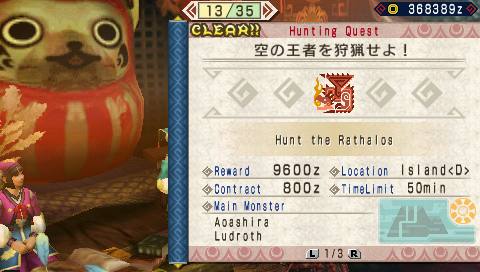 13/35
368389z
CLEAR!!
Hunting Quest
空の王者を狩猟せよ!
Hunt the Rathalos
Reward 9600z
Location Island<D>
Contract 800z
TimeLimit 50min
Main Monster
Aoashira
Ludroth
L 1/3 R